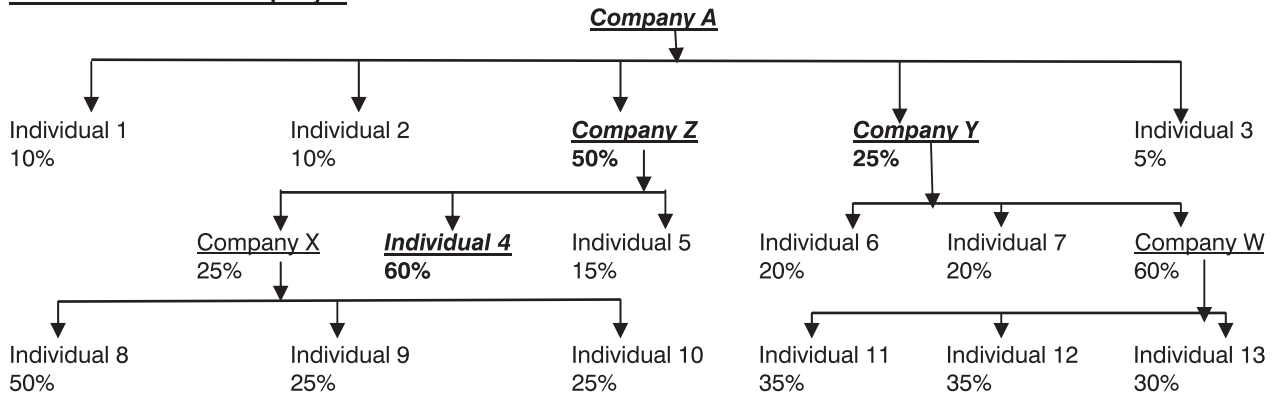 Company A
Individual 1
10%
Individual 2
10%
Company Z
50%
Company Y
25%
Individual 3
5%
Company X
25%
Individual 4
60%
Individual 5
15%
Individual 6
20%
Individual 7
20%
Company W
60%
Individual 8
50%
Individual 9
25%
Individual 10
25%
Individual 11
35%
Individual 12
35%
Individual 13
30%